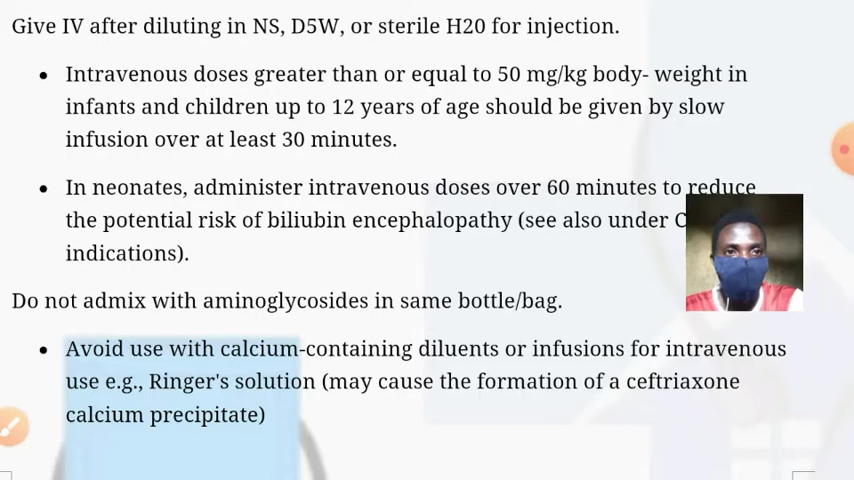 Give IV after diluting in NS, D5W, or sterile H20 for injection.
• Intravenous doses greater than or equal to 50 mg/kg body- weight in
infants and children up to 12 years of age should be given by slow
infusion over at least 30 minutes.
• In neonates, administer intravenous doses over 60 minutes to reduce
the potential risk of biliubin encephalopathy (see also under
indications).
Do not admix with aminoglycosides in same bottle/bag.
• Avoid use with calcium-containing diluents or infusions for intravenous
use e.g., Ringer's solution (may cause the formation of a ceftriaxone
calcium precipitate)